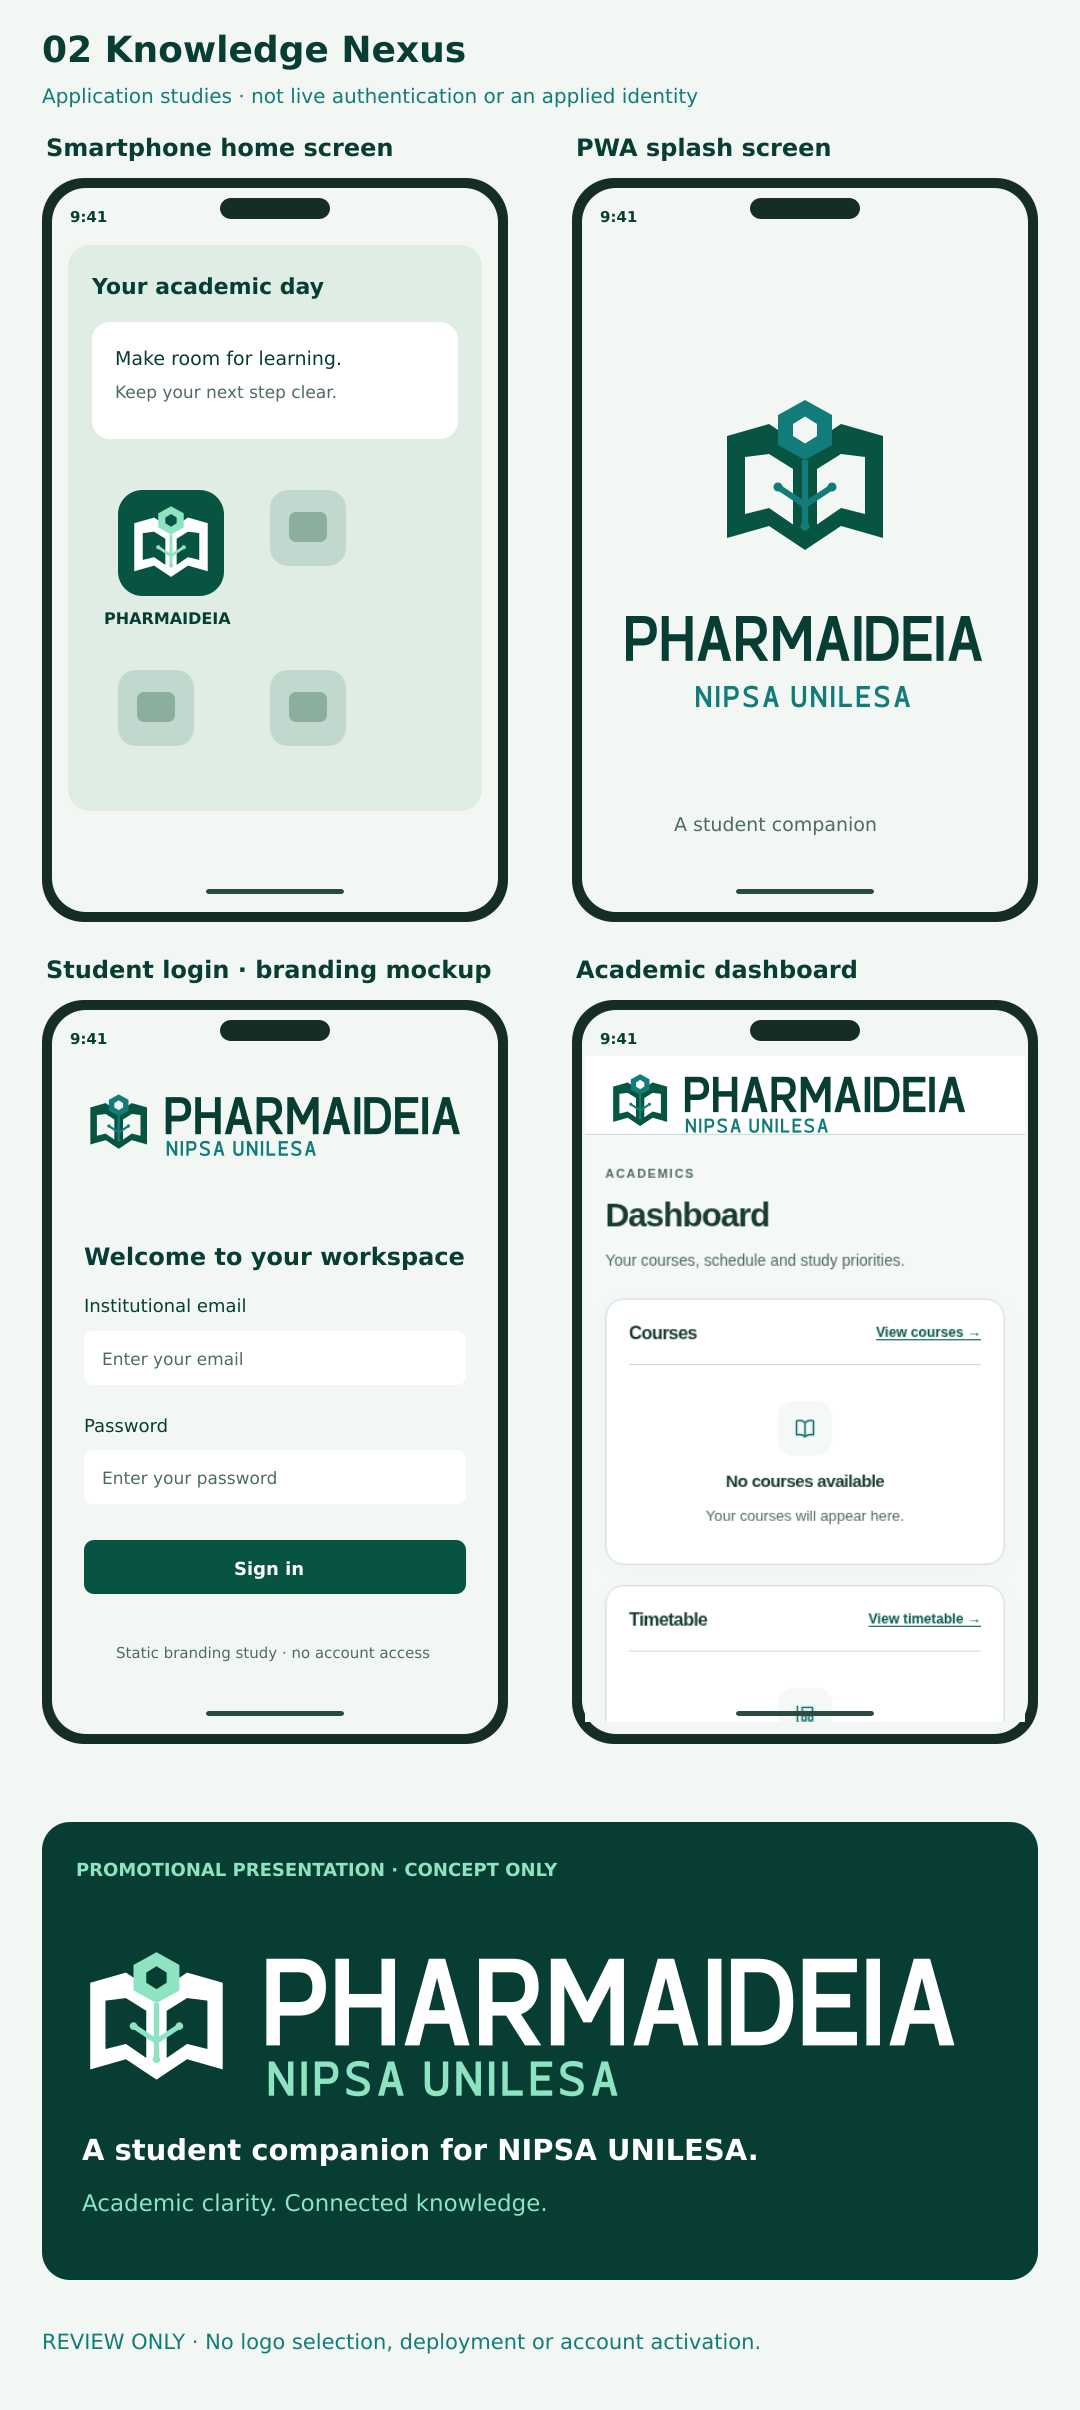 02 Knowledge Nexus
Application studies · not live authentication or an applied identity
Smartphone home screen
9:41
Your academic day
Make room for learning.
Keep your next step clear.
PHARMAIDEIA
PWA splash screen
9:41
PHARMAIDEIA
NIPSA UNILESA
A student companion
Student login · branding mockup
9:41
PHARMAIDEIA
NIPSA UNILESA
Welcome to your workspace
Institutional email
Enter your email
Password
Enter your password
Sign in
Static branding study · no account access
Academic dashboard
9:41
PHARMAIDEIA
NIPSA UNILESA
ACADEMICS
Dashboard
Your courses, schedule and study priorities.
Courses
View courses →
No courses available
Your courses will appear here.
Timetable
View timetable →
PROMOTIONAL PRESENTATION · CONCEPT ONLY
PHARMAIDEIA
NIPSA UNILESA
A student companion for NIPSA UNILESA.
Academic clarity. Connected knowledge.
REVIEW ONLY · No logo selection, deployment or account activation.